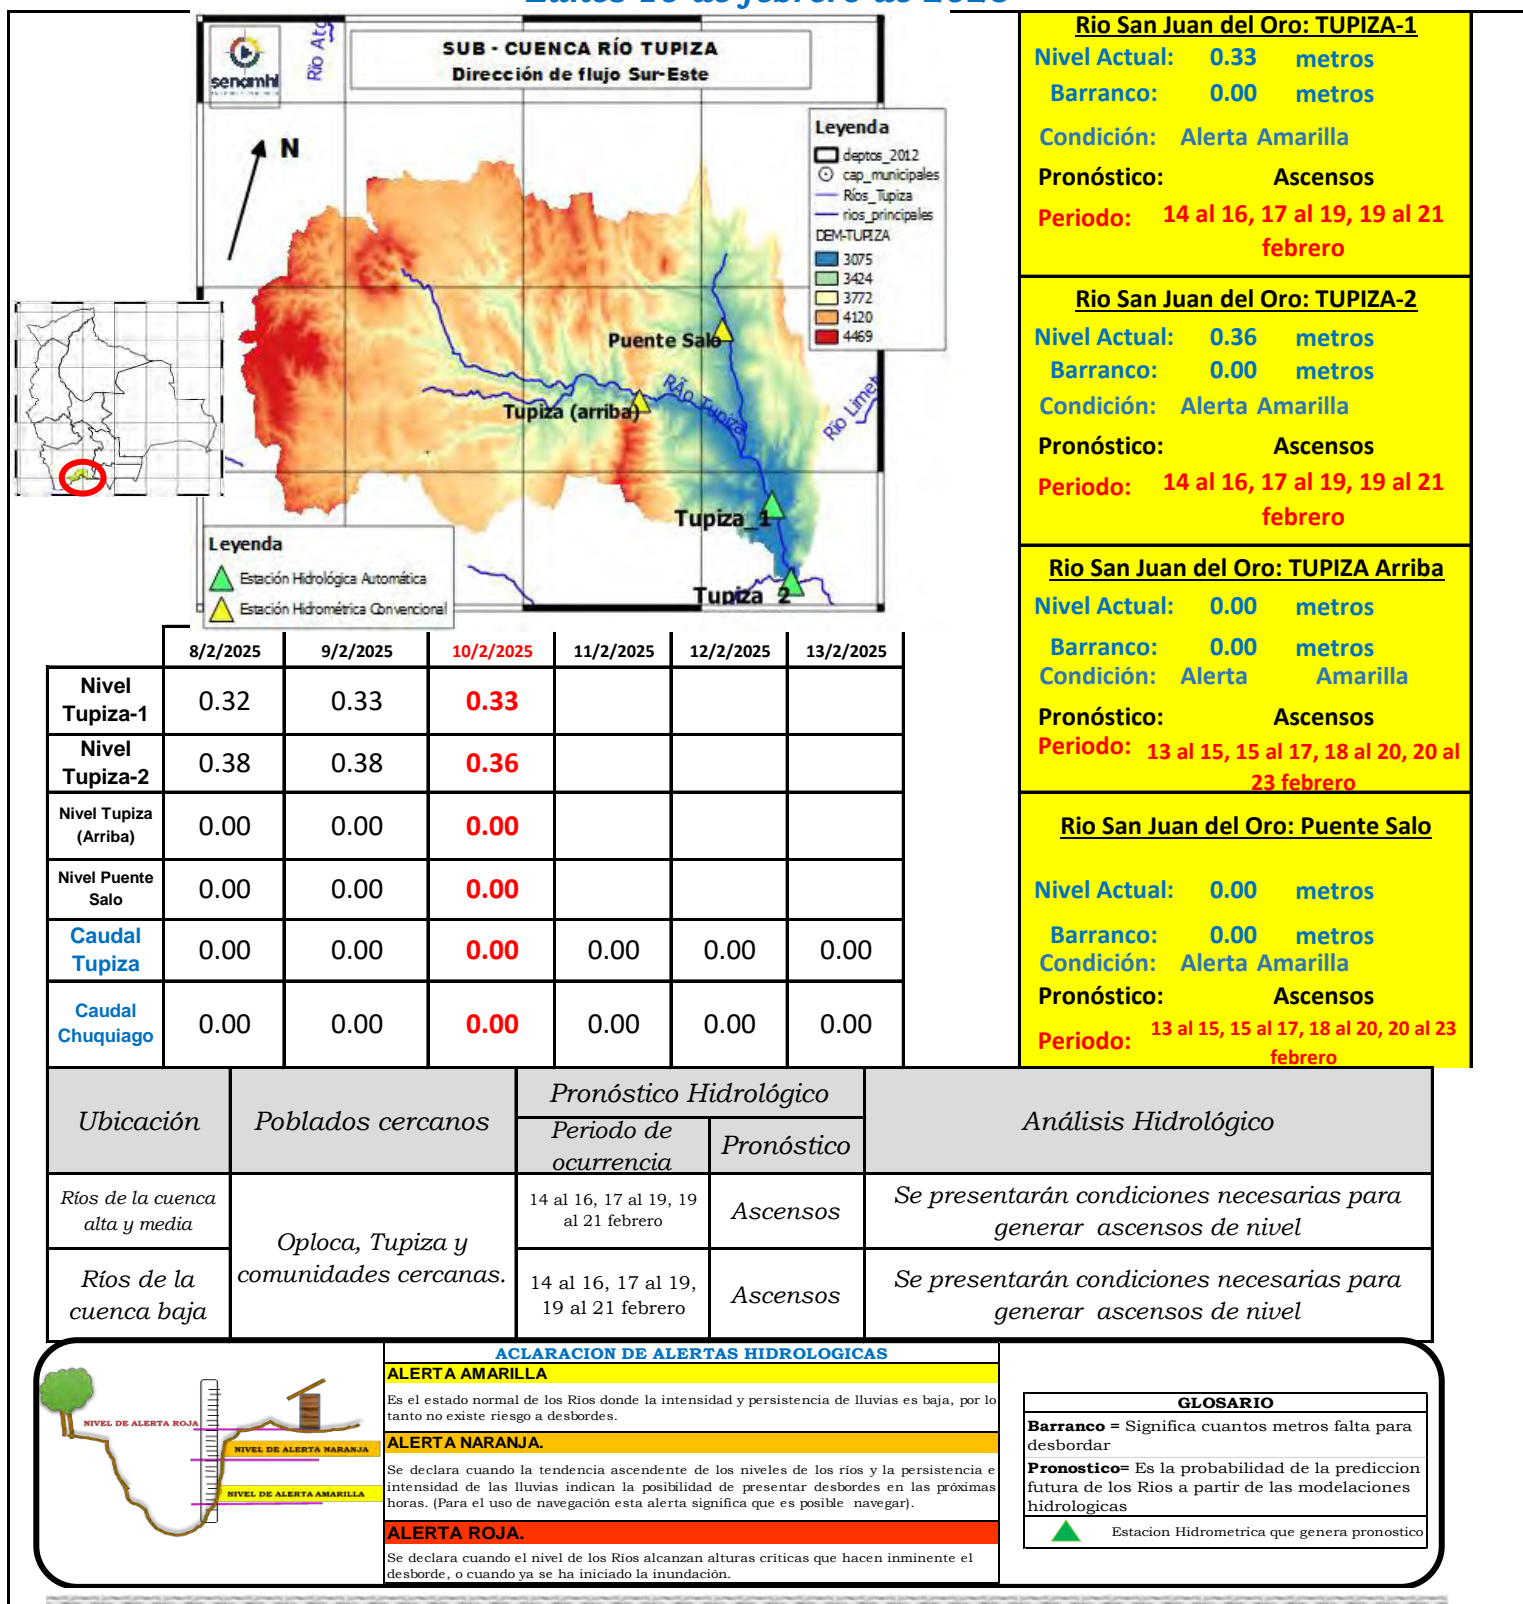 SUB - CUENCA RÍO TUPIZA
Dirección de flujo Sur-Este
senamhi
N
Leyenda
deptos_2012
cap_municipales
Ríos_Tupiza
rios_principales
DEM-TUPIZA
3075
3424
3772
4120
4469
Puente Salo
Tupiza (arriba)
RÃ­o Tupiza
Tupiza_1
Tupiza_2
Leyenda
Estación Hidrológica Automática
Estación Hidrométrica Convencional
Rio San Juan del Oro: TUPIZA-1
Nivel Actual: 0.33 metros
Barranco: 0.00 metros
Condición: Alerta Amarilla
Pronóstico: Ascensos
Periodo: 14 al 16, 17 al 19, 19 al 21
febrero
Rio San Juan del Oro: TUPIZA-2
Nivel Actual: 0.36 metros
Barranco: 0.00 metros
Condición: Alerta Amarilla
Pronóstico: Ascensos
Periodo: 14 al 16, 17 al 19, 19 al 21
febrero
Rio San Juan del Oro: TUPIZA Arriba
Nivel Actual: 0.00 metros
Barranco: 0.00 metros
Condición: Alerta Amarilla
Pronóstico: Ascensos
Periodo: 13 al 15, 15 al 17, 18 al 20, 20 al
23 febrero
Rio San Juan del Oro: Puente Salo
Nivel Actual: 0.00 metros
Barranco: 0.00 metros
Condición: Alerta Amarilla
Pronóstico: Ascensos
Periodo: 13 al 15, 15 al 17, 18 al 20, 20 al 23
febrero
8/2/2025 9/2/2025 10/2/2025 11/2/2025 12/2/2025 13/2/2025
Nivel
Tupiza-1 0.32 0.33 0.33
Nivel
Tupiza-2 0.38 0.38 0.36
Nivel Tupiza
(Arriba) 0.00 0.00 0.00
Nivel Puente
Salo 0.00 0.00 0.00
Caudal
Tupiza 0.00 0.00 0.00 0.00 0.00 0.00
Caudal
Chuquiago 0.00 0.00 0.00 0.00 0.00 0.00
Ubicación
Poblados cercanos
Pronóstico Hidrológico
Periodo de
ocurrencia
Pronóstico
Análisis Hidrológico
Ríos de la cuenca
alta y media
Oploca, Tupiza y
comunidades cercanas.
14 al 16, 17 al 19, 19
al 21 febrero
Ascensos
Se presentarán condiciones necesarias para
generar ascensos de nivel
Ríos de la
cuenca baja
14 al 16, 17 al 19,
19 al 21 febrero
Ascensos
Se presentarán condiciones necesarias para
generar ascensos de nivel
NIVEL DE ALERTA ROJA
NIVEL DE ALERTA NARANJA
NIVEL DE ALERTA AMARILLA
ACLARACION DE ALERTAS HIDROLOGICAS
ALERTA AMARILLA
Es el estado normal de los Rios donde la intensidad y persistencia de lluvias es baja, por lo
tanto no existe riesgo a desbordes.
ALERTA NARANJA.
Se declara cuando la tendencia ascendente de los niveles de los ríos y la persistencia e
intensidad de las lluvias indican la posibilidad de presentar desbordes en las próximas
horas. (Para el uso de navegación esta alerta significa que es posible navegar).
ALERTA ROJA.
Se declara cuando el nivel de los Ríos alcanzan alturas críticas que hacen inminente el
desborde, o cuando ya se ha iniciado la inundación.
GLOSARIO
Barranco = Significa cuantos metros falta para
desbordar
Pronostico= Es la probabilidad de la prediccion
futura de los Rios a partir de las modelaciones
hidrologicas
Estacion Hidrometrica que genera pronostico